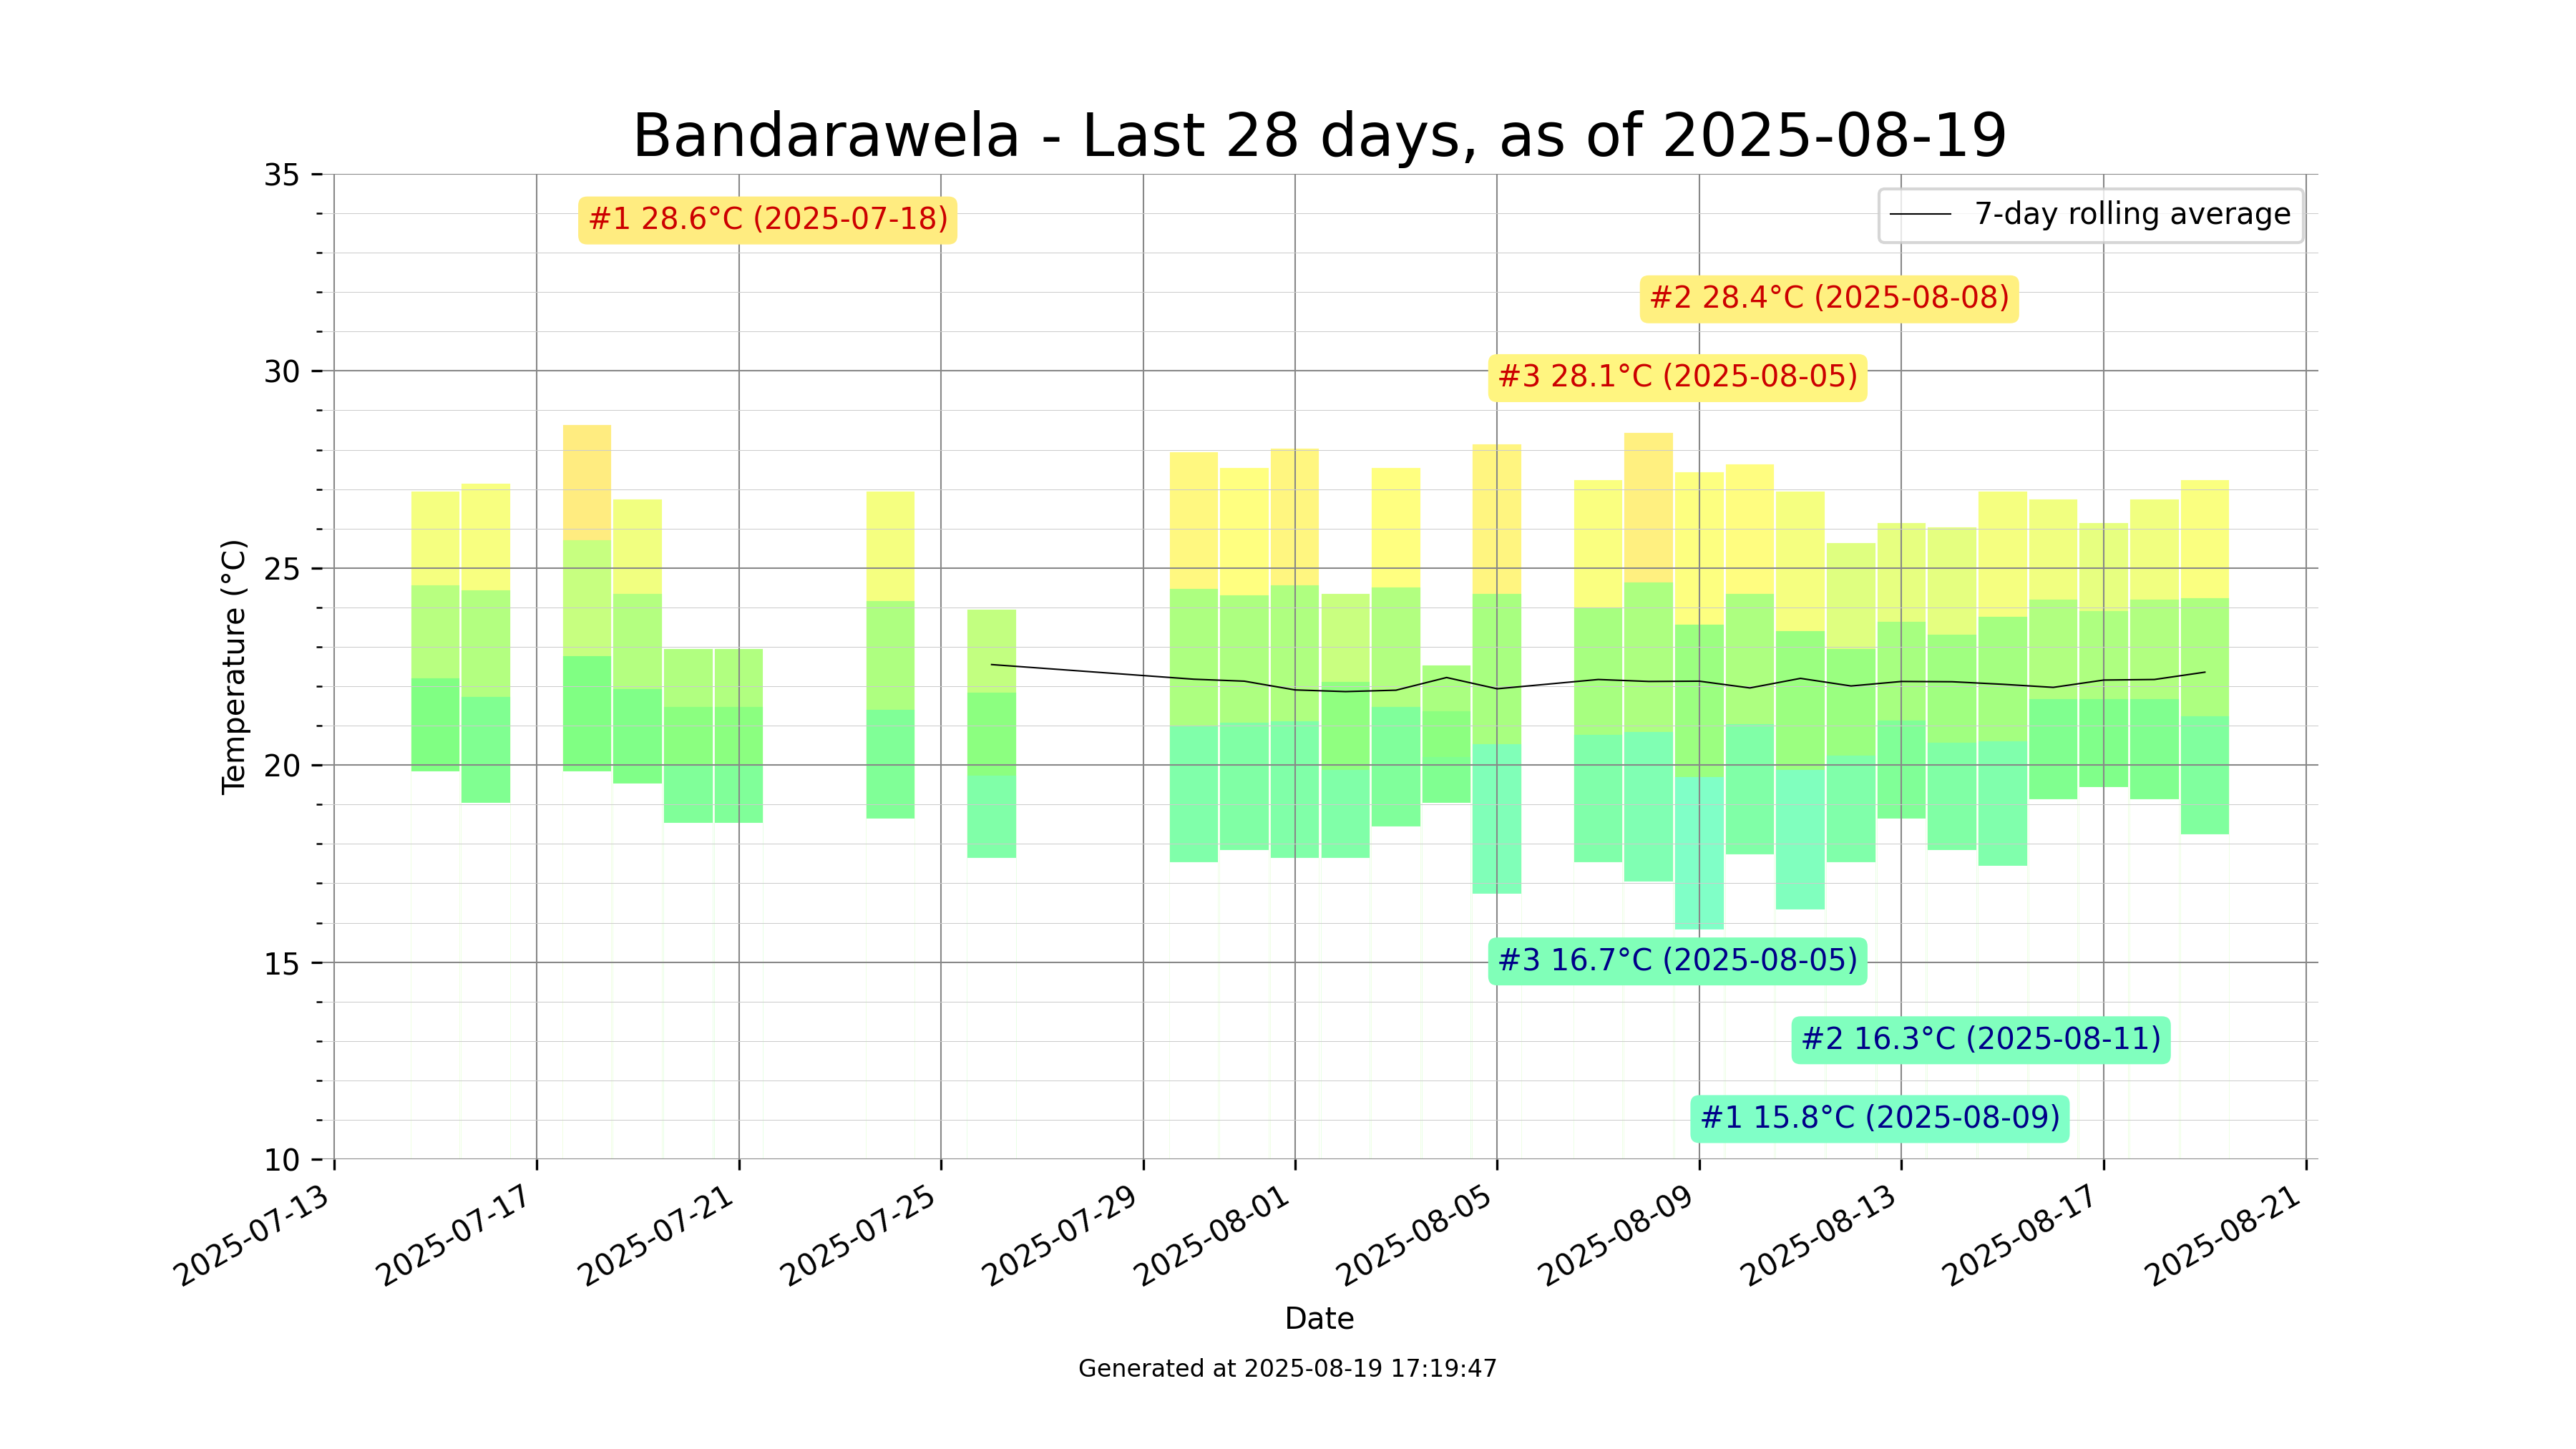 Bandarawela - Last 28 days, as of 2025-08-19
7-day rolling average
#1 28.6°C (2025-07-18)
#2 28.4°C (2025-08-08)
#3 28.1°C (2025-08-05)
#3 16.7°C (2025-08-05)
#2 16.3°C (2025-08-11)
#1 15.8°C (2025-08-09)
Temperature (°C)
35
30
25
20
15
10
2025-07-13
2025-07-17
2025-07-21
2025-07-25
2025-07-29
2025-08-01
2025-08-05
2025-08-09
2025-08-13
2025-08-17
2025-08-21
Date
Generated at 2025-08-19 17:19:47